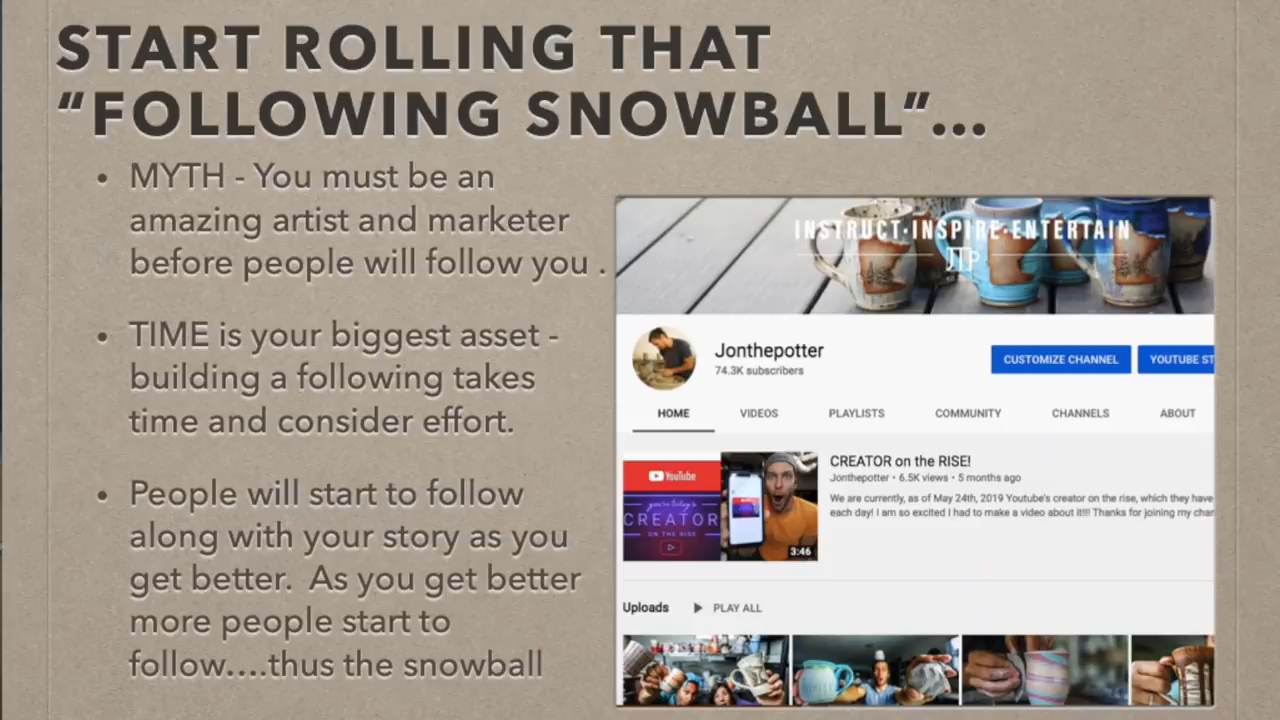 START ROLLING THAT
“FOLLOWING SNOWBALL”...
• MYTH - You must be an
amazing artist and marketer
before people will follow you .
• TIME is your biggest asset -
building a following takes
time and consider effort.
• People will start to follow
along with your story as you
get better. As you get better
more people start to
follow....thus the snowball
INSTRUCT·INSPIRE·ENTERTAIN
JTP
Jonthepotter
74.3K subscribers
CUSTOMIZE CHANNEL
YOUTUBE ST
HOME VIDEOS PLAYLISTS COMMUNITY CHANNELS ABOUT
YouTube
you're today's
CREATOR
ON THE RISE
3:46
CREATOR on the RISE!
Jonthepotter • 6.5K views • 5 months ago
We are currently, as of May 24th, 2019 Youtube's creator on the rise, which they have
each day! I am so excited I had to make a video about it!!! Thanks for joining my chan
Uploads PLAY ALL